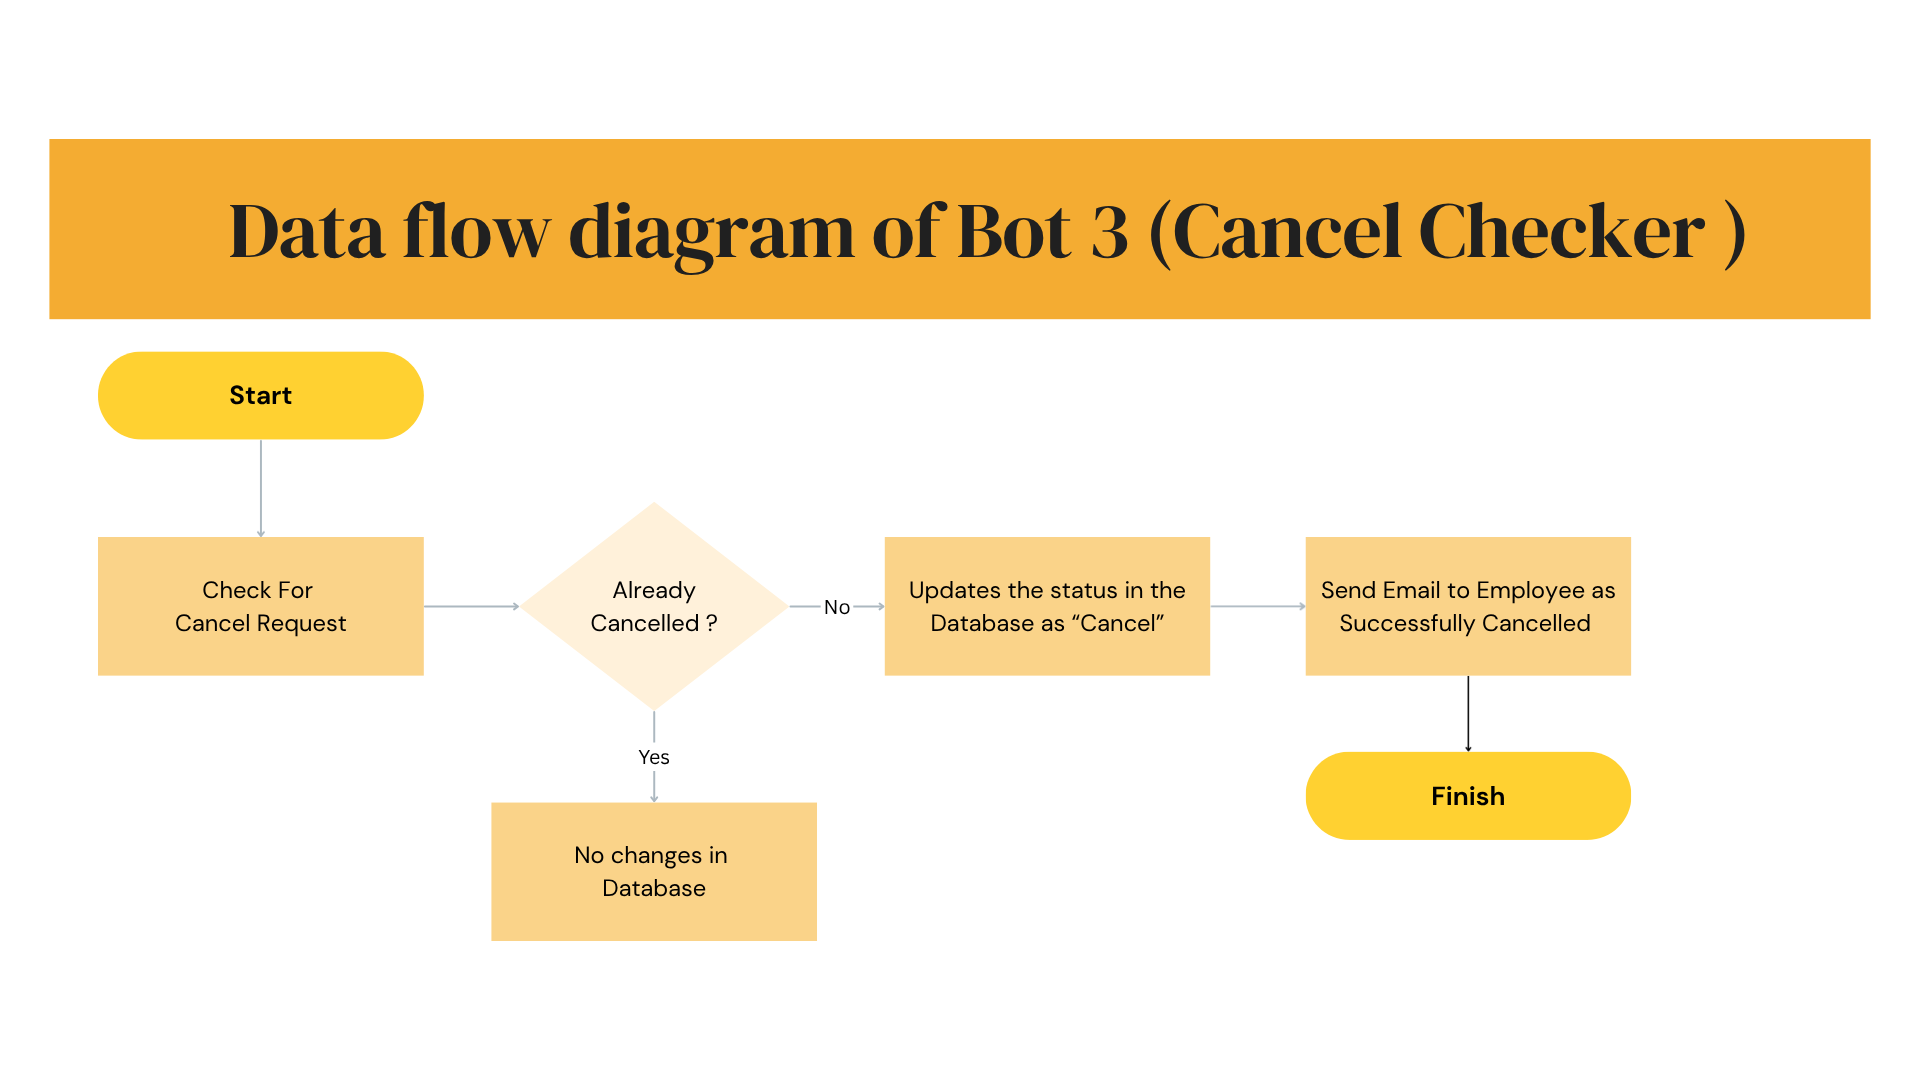 Data flow diagram of Bot 3 (Cancel Checker )
Start
Check For
Cancel Request
Already
Cancelled ?
No
Updates the status in the
Database as “Cancel”
Send Email to Employee as
Successfully Cancelled
Yes
Finish
No changes in
Database